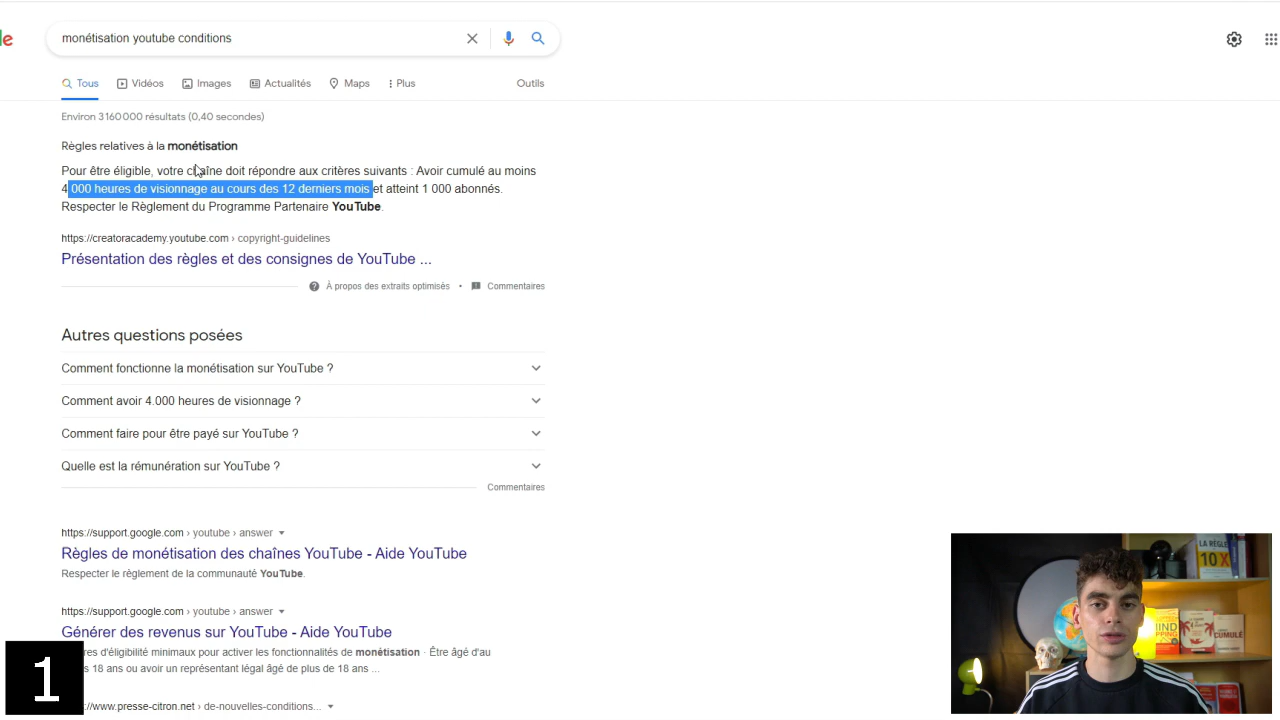 e
monétisation youtube conditions
Tous Vidéos Images Actualités Maps Plus Outils
Environ 3 160 000 résultats (0,40 secondes)
Règles relatives à la monétisation
Pour être éligible, votre chaîne doit répondre aux critères suivants : Avoir cumulé au moins
4 000 heures de visionnage au cours des 12 derniers mois et atteint 1 000 abonnés.
Respecter le Règlement du Programme Partenaire YouTube.
https://creatoracademy.youtube.com › copyright-guidelines
Présentation des règles et des consignes de YouTube ...
À propos des extraits optimisés • Commentaires
Autres questions posées
Comment fonctionne la monétisation sur YouTube ?
Comment avoir 4.000 heures de visionnage ?
Comment faire pour être payé sur YouTube ?
Quelle est la rémunération sur YouTube ?
Commentaires
https://support.google.com › youtube › answer
Règles de monétisation des chaînes YouTube - Aide YouTube
Respecter le règlement de la communauté YouTube.
https://support.google.com › youtube › answer
Générer des revenus sur YouTube - Aide YouTube
d'éligibilité minimaux pour activer les fonctionnalités de monétisation · Être âgé d'au
18 ans ou avoir un représentant légal âgé de plus de 18 ans ...
//www.presse-citron.net › de-nouvelles-conditions...
1
LA RÈGLE
10 X
MIND
MAPPING
CUMULÉ